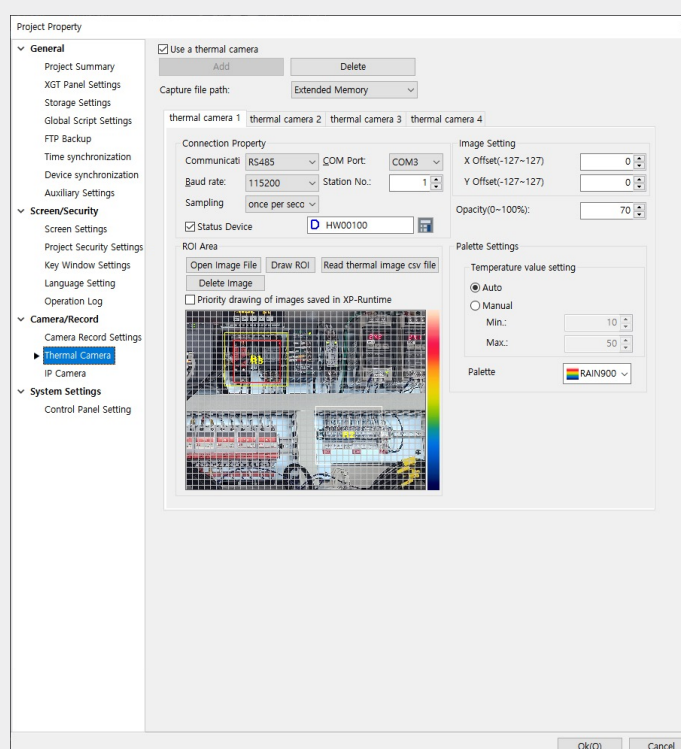 Project Property
General
Project Summary
XGT Panel Settings
Storage Settings
Global Script Settings
FTP Backup
Time synchronization
Device synchronization
Auxiliary Settings
Screen/Security
Screen Settings
Project Security Settings
Key Window Settings
Language Setting
Operation Log
Camera/Record
Camera Record Settings
Thermal Camera
IP Camera
System Settings
Control Panel Setting
Use a thermal camera
Add Delete
Capture file path: Extended Memory
thermal camera 1 thermal camera 2 thermal camera 3 thermal camera 4
Connection Property
Communicati RS485 COM Port: COM3
Baud rate: 115200 Station No.: 1
Sampling once per seco
Status Device D HW00100
Image Setting
X Offset(-127~127) 0
Y Offset(-127~127) 0
Opacity(0~100%): 70
ROI Area
Open Image File Draw ROI Read thermal image csv file
Delete Image
Priority drawing of images saved in XP-Runtime
Palette Settings
Temperature value setting
Auto
Manual
Min.: 10
Max.: 50
Palette RAIN900
Ok(O) Cancel